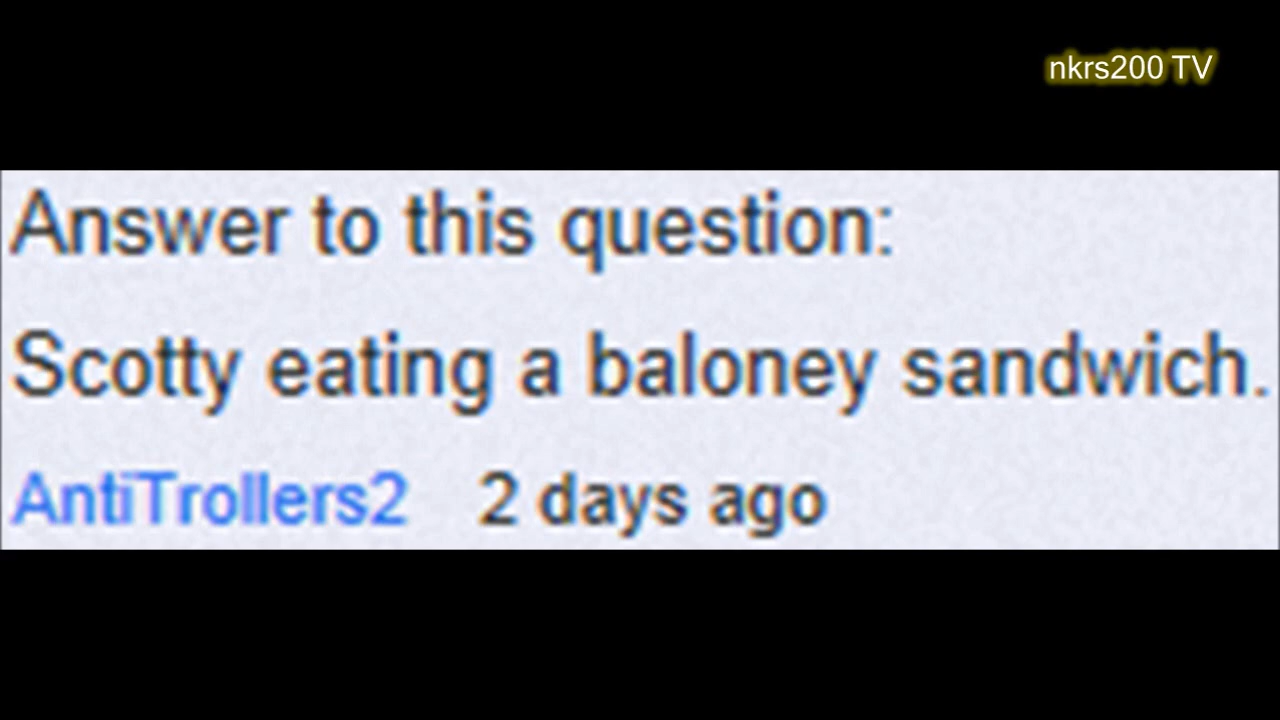 nkrs200 TV
Answer to this question:
Scotty eating a baloney sandwich.
AntiTrollers2 2 days ago